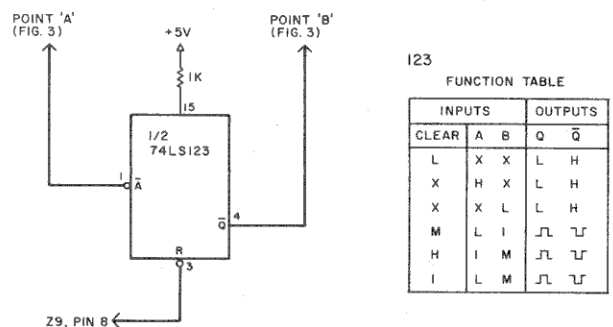 POINT 'A'
(FIG. 3)
+5V
POINT 'B'
(FIG. 3)
1K
15
1/2
74LS123
1
A̅
Q̅
4
R
3
Z9, PIN 8
123
FUNCTION TABLE
INPUTS OUTPUTS
CLEAR A B Q Q̅
L X X L H
X H X L H
X X L L H
M L I
H I M
I L M